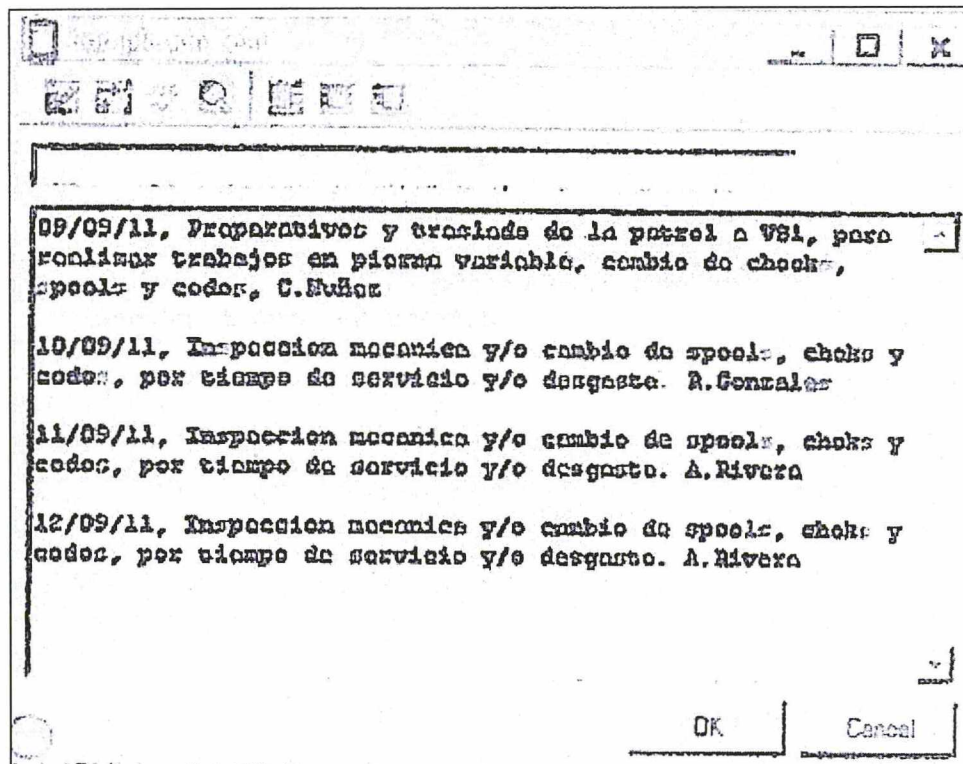 09/09/11, Preparativos y traslado de la patrol a VS1, para
realizar trabajos en pierna variable, cambio de checks,
spools y codos, C.Muñoz
10/09/11, Inspeccion mecanica y/o cambio de spools, choks y
codos, por tiempo de servicio y/o desgaste. R.Gonzales
11/09/11, Inspeccion mecanica y/o cambio de spools, choks y
codos, por tiempo de servicio y/o desgaste. A.Rivera
12/09/11, Inspeccion mecanica y/o cambio de spools, choks y
codos, por tiempo de servicio y/o desgaste. A.Rivera
OK Cancel